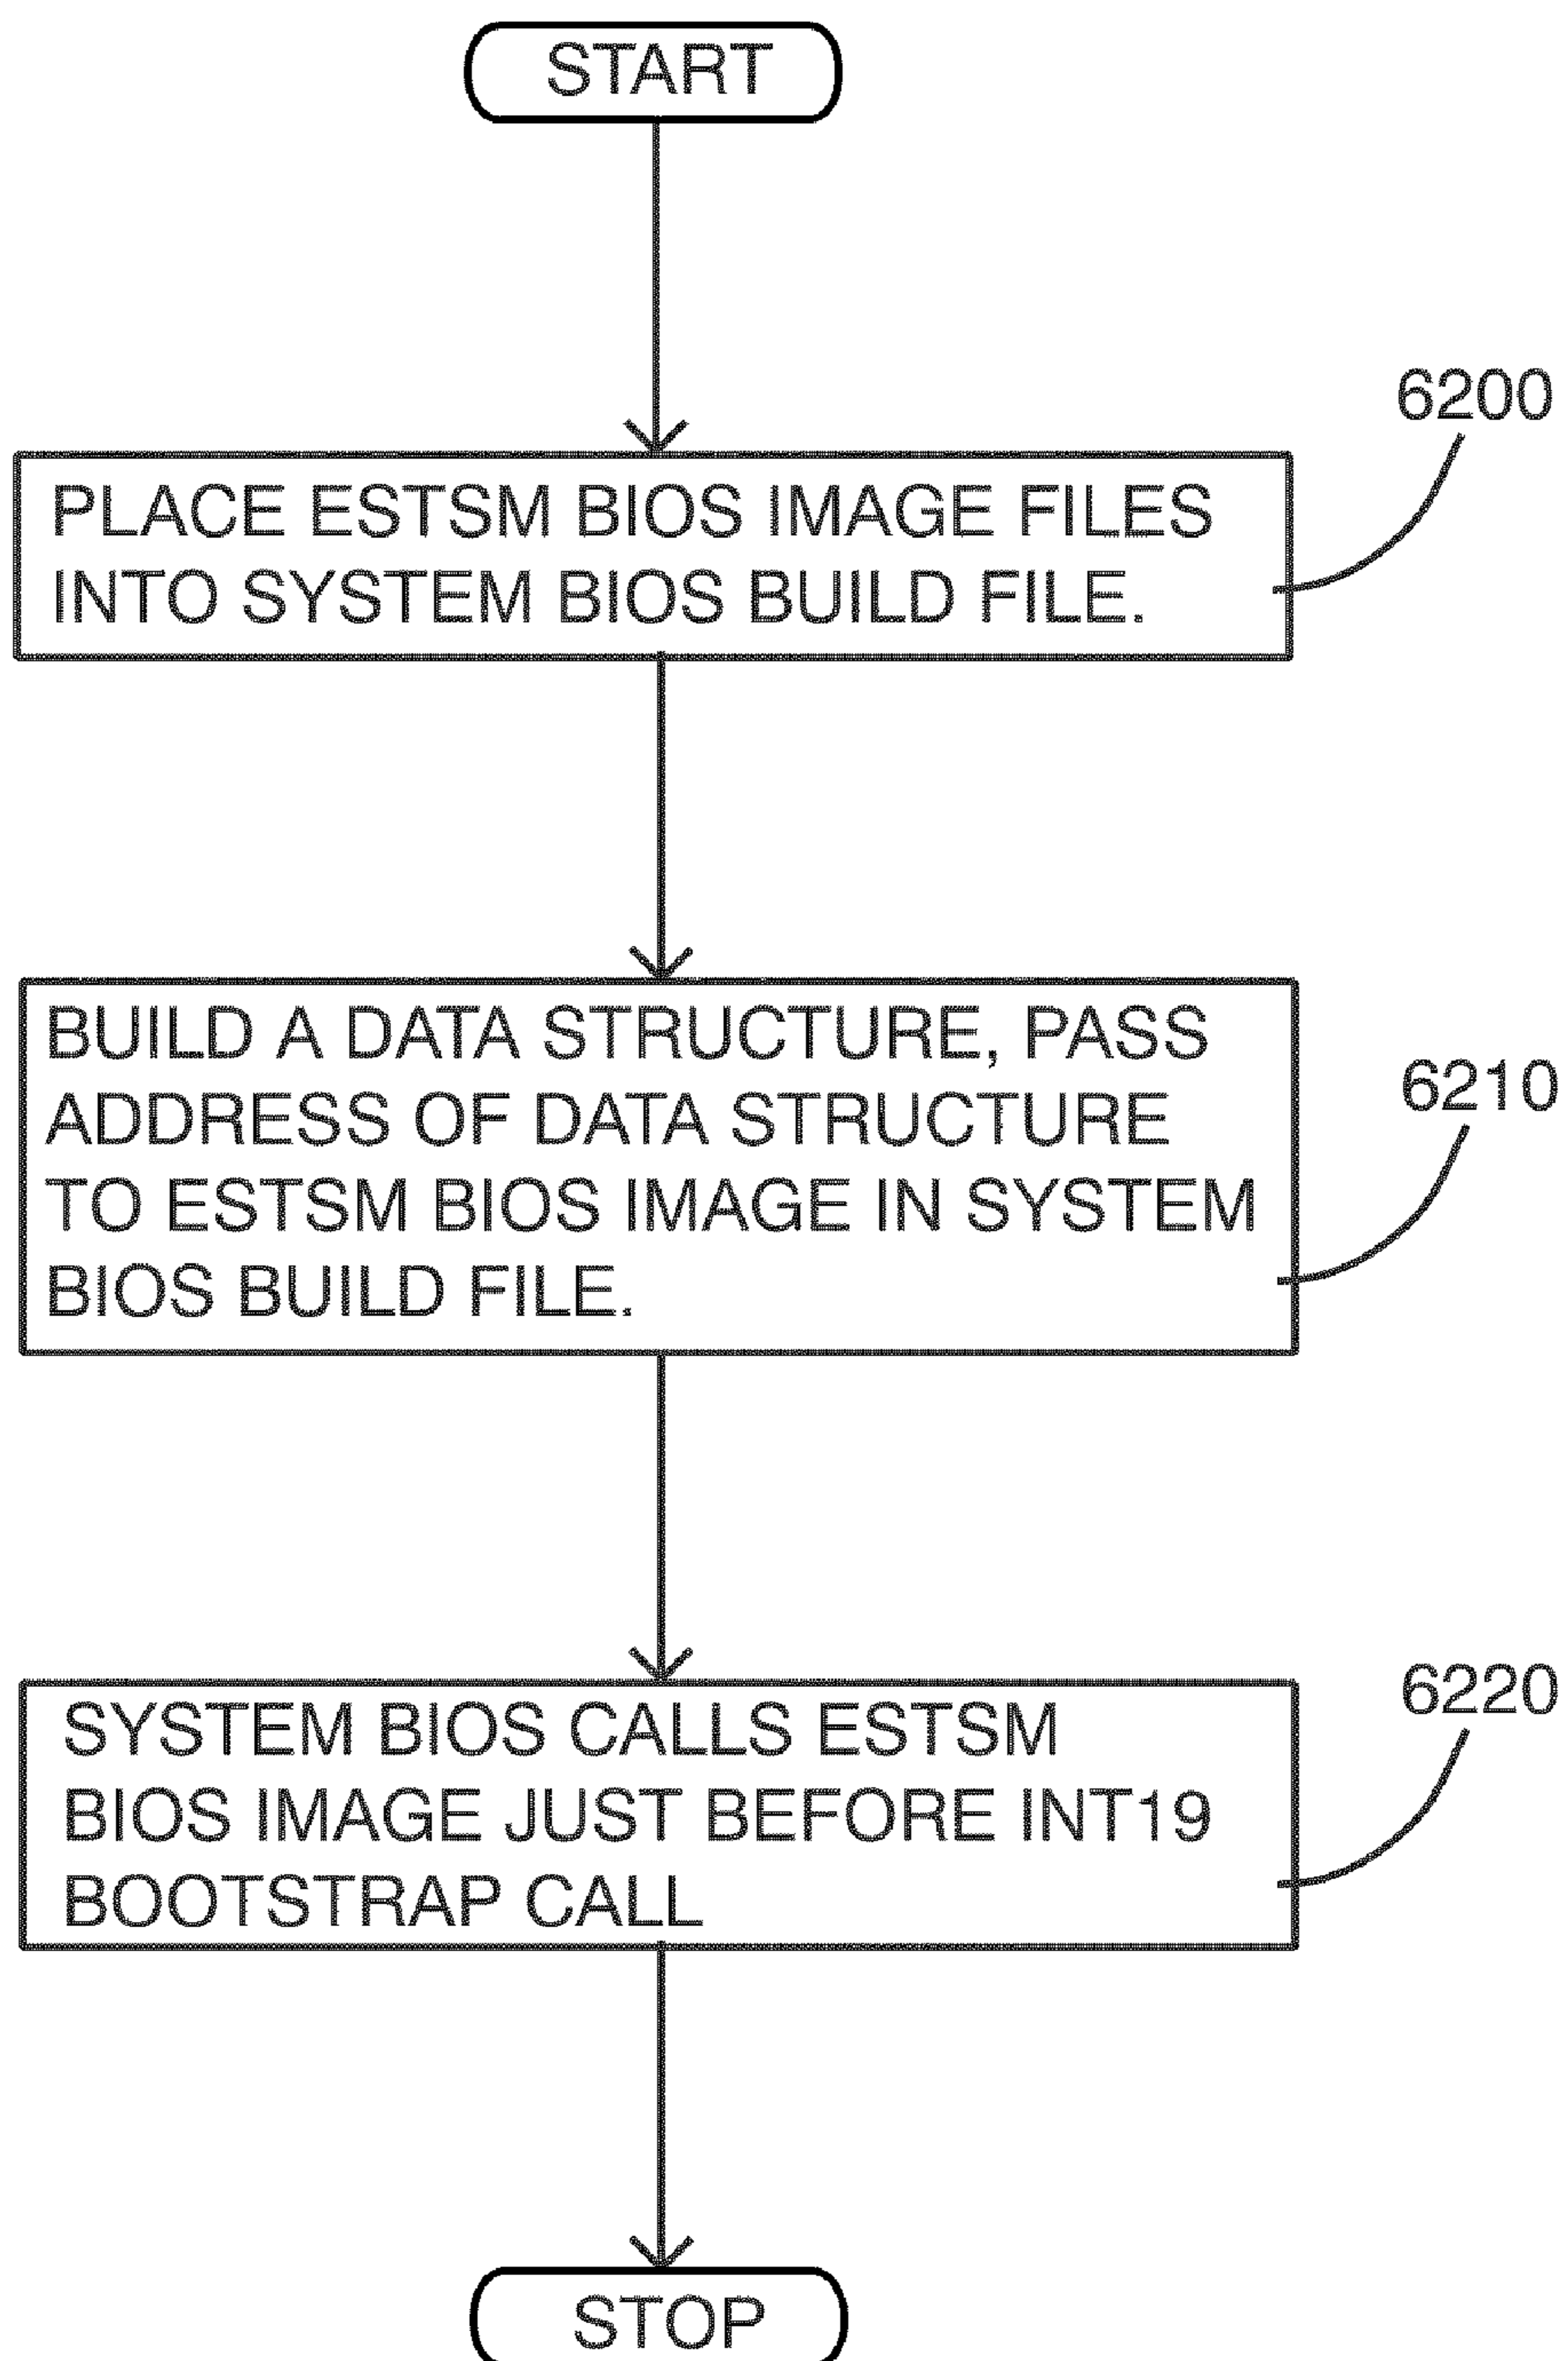 START
6200
PLACE ESTSM BIOS IMAGE FILES
INTO SYSTEM BIOS BUILD FILE.
BUILD A DATA STRUCTURE, PASS
ADDRESS OF DATA STRUCTURE
TO ESTSM BIOS IMAGE IN SYSTEM
BIOS BUILD FILE.
6210
SYSTEM BIOS CALLS ESTSM
BIOS IMAGE JUST BEFORE INT19
BOOTSTRAP CALL
6220
STOP